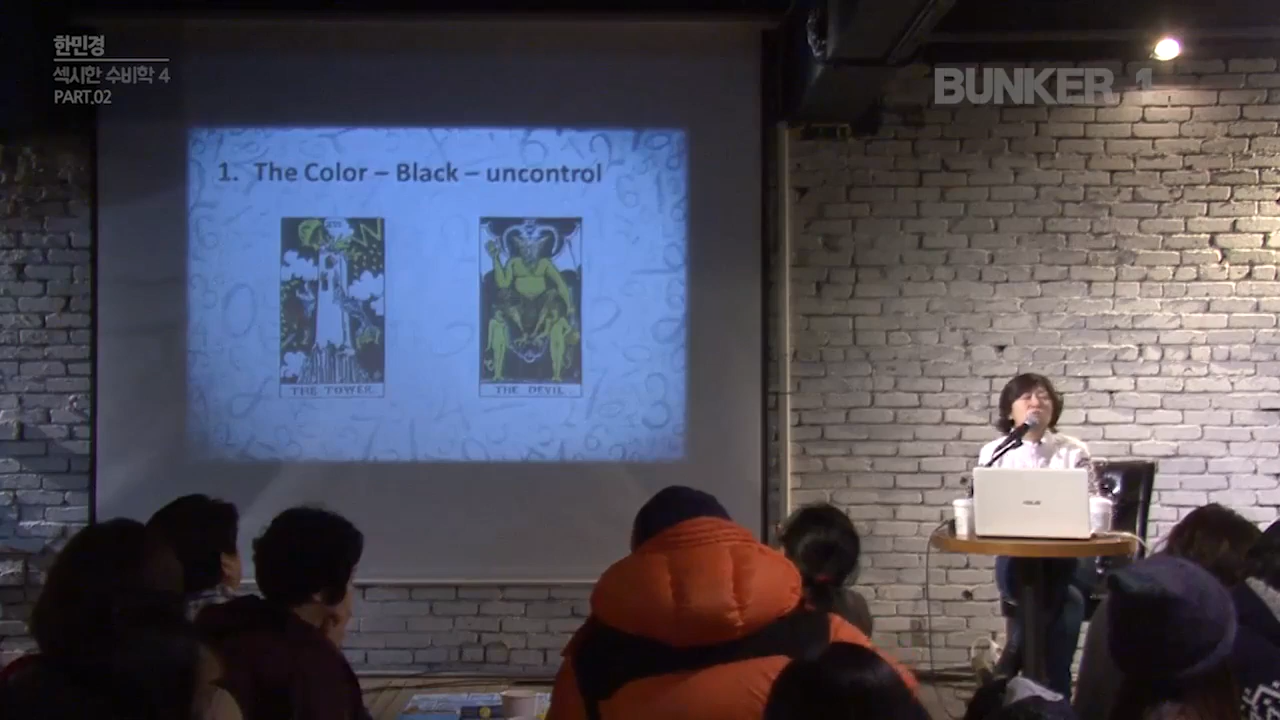 한민경
섹시한 수비학 4
PART.02
BUNKER 1
1. The Color – Black – uncontrol
THE TOWER
THE DEVIL
ASUS